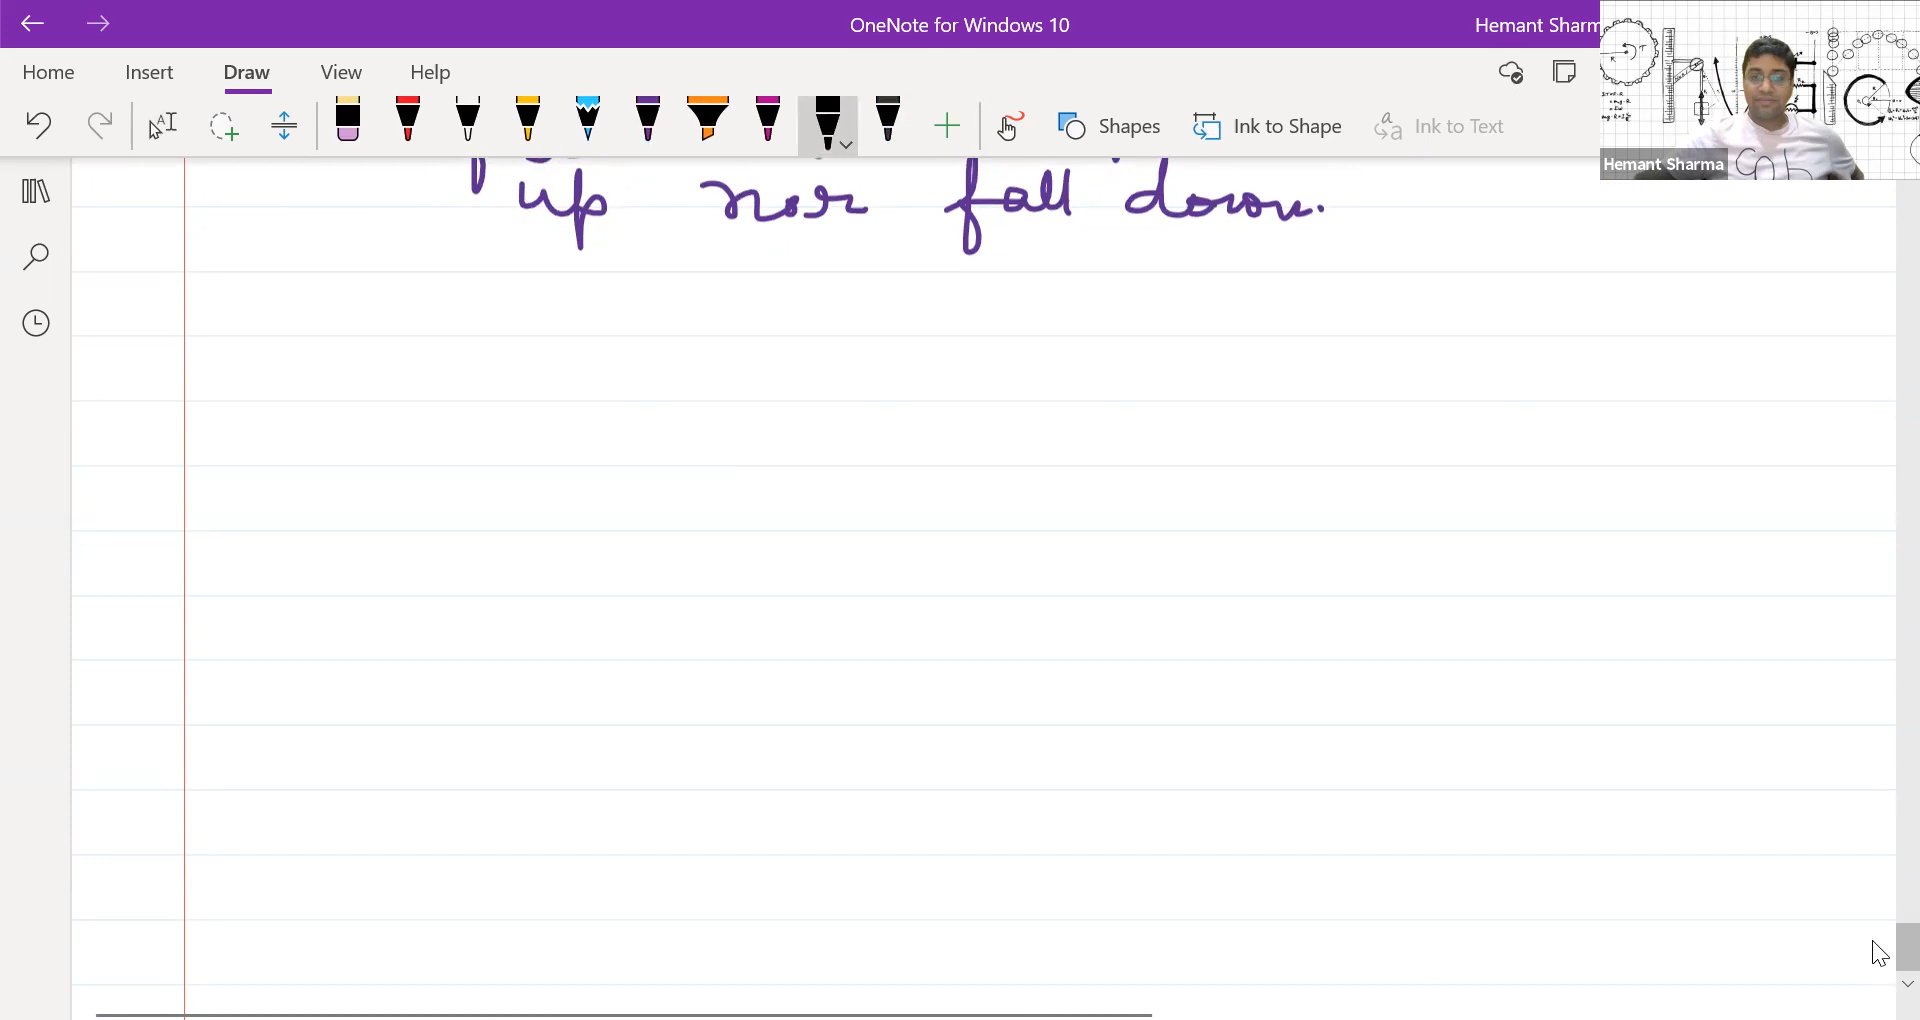 OneNote for Windows 10
Hemant Sharm
Home Insert Draw View Help
Shapes Ink to Shape Ink to Text
Hemant Sharma
up nor fall down.